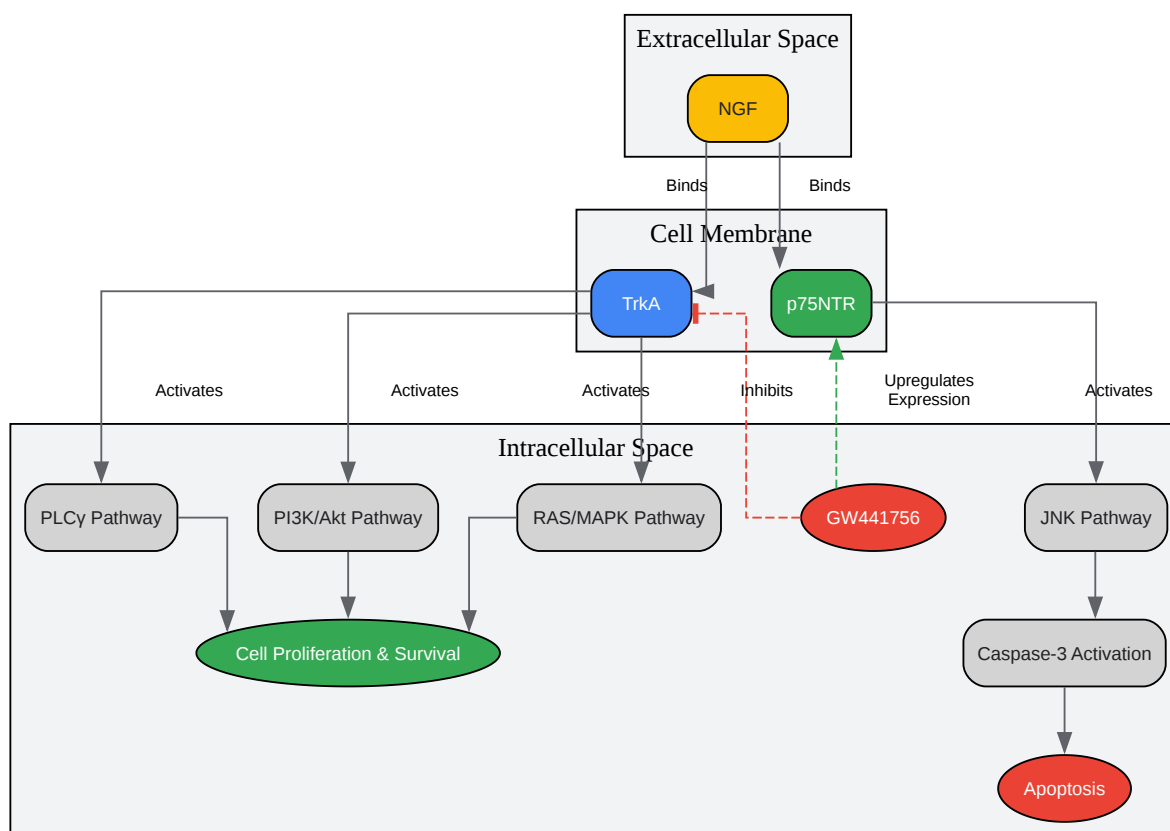 Extracellular Space
NGF
Binds
Binds
Cell Membrane
TrkA
p75NTR
Activates
Activates
Activates
Inhibits
Upregulates
Expression
Activates
Intracellular Space
PLCγ Pathway
PI3K/Akt Pathway
RAS/MAPK Pathway
GW441756
JNK Pathway
Cell Proliferation & Survival
Caspase-3 Activation
Apoptosis